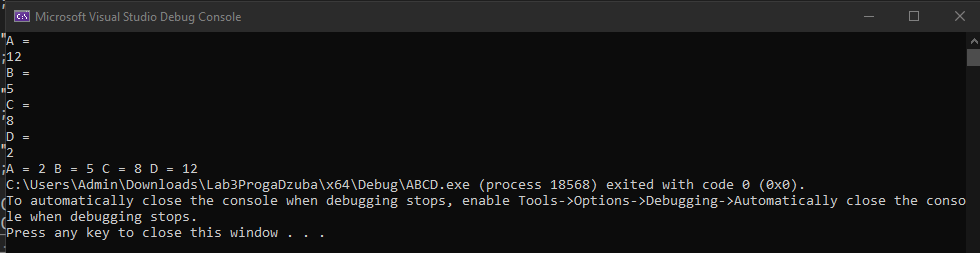 Microsoft Visual Studio Debug Console
A =
12
B =
5
C =
8
D =
2
A = 2 B = 5 C = 8 D = 12
C:\Users\Admin\Downloads\Lab3ProgaDzuba\x64\Debug\ABCD.exe (process 18568) exited with code 0 (0x0).
To automatically close the console when debugging stops, enable Tools->Options->Debugging->Automatically close the conso
le when debugging stops.
Press any key to close this window . . .